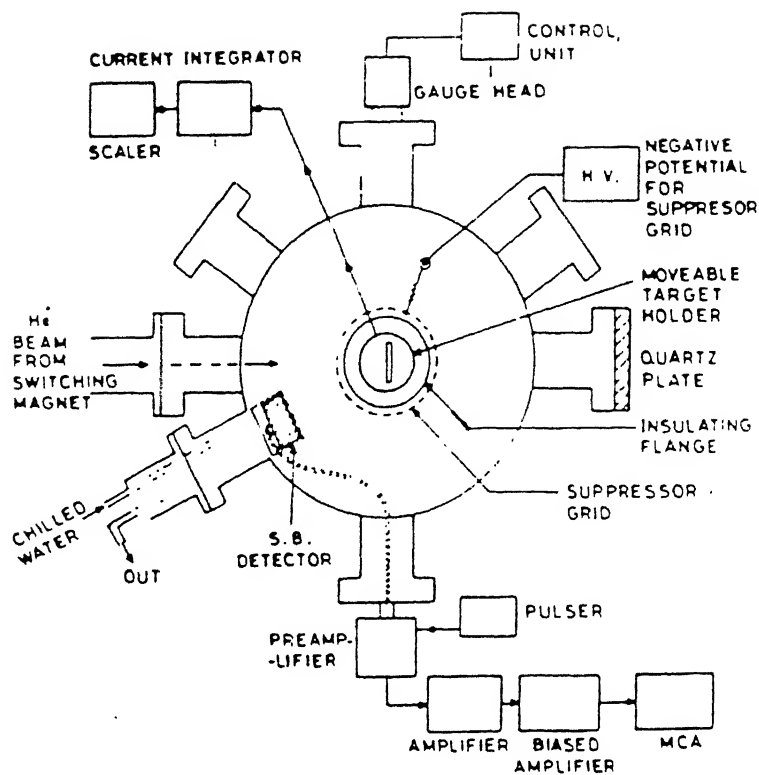 CURRENT INTEGRATOR
SCALER
CONTROL,
UNIT
GAUGE HEAD
H.V.
NEGATIVE
POTENTIAL
FOR
SUPPRESOR
GRID
MOVEABLE
TARGET
HOLDER
He+
BEAM
FROM
SWITCHING
MAGNET
QUARTZ
PLATE
INSULATING
FLANGE
SUPPRESSOR
GRID
CHILLED
WATER
OUT
S.B.
DETECTOR
PREAMP-
-LIFIER
PULSER
AMPLIFIER
BIASED
AMPLIFIER
MCA